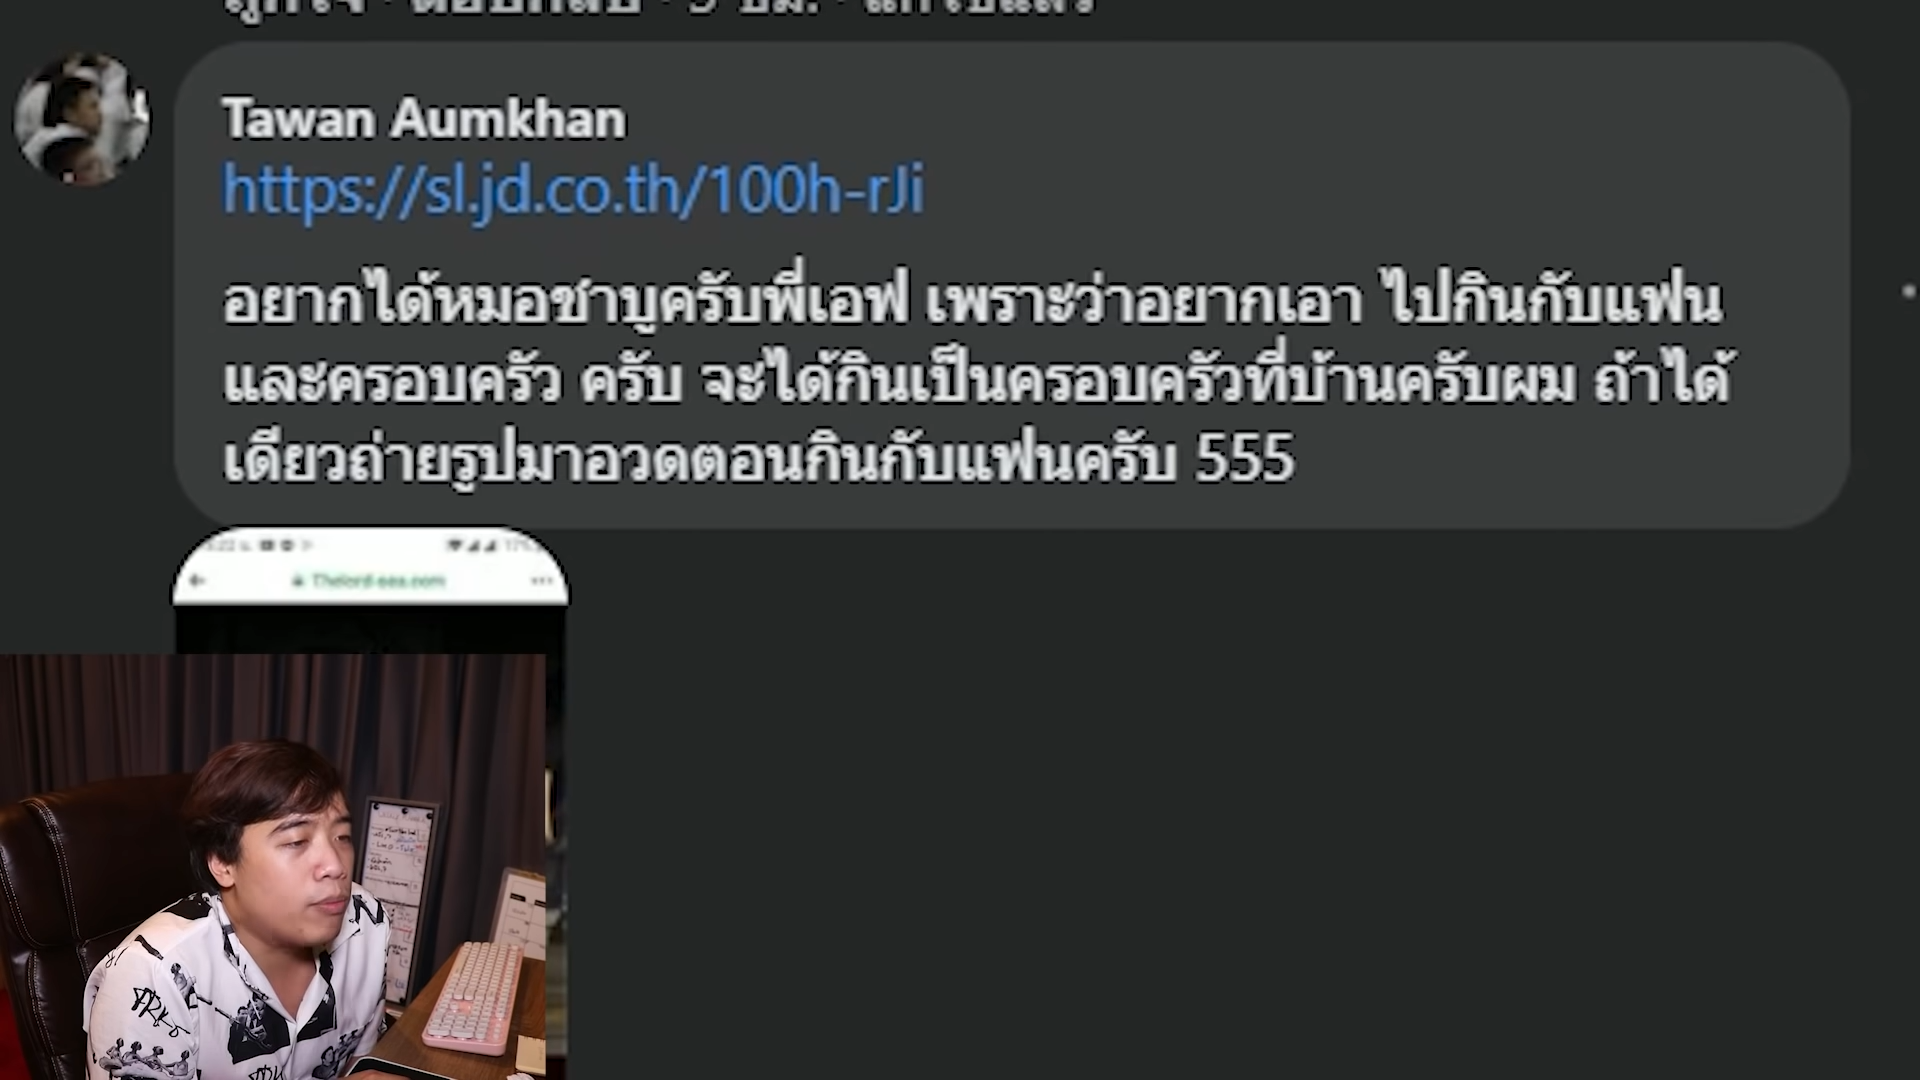 Tawan Aumkhan
https://sl.jd.co.th/100h-rJi
อยากได้หมอชาบูครับพี่เอฟ เพราะว่าอยากเอา ไปกินกับแฟน
และครอบครัว ครับ จะได้กินเป็นครอบครัวที่บ้านครับผม ถ้าได้
เดียวถ่ายรูปมาอวดตอนกินกับแฟนครับ 555
Thelord-sea.com